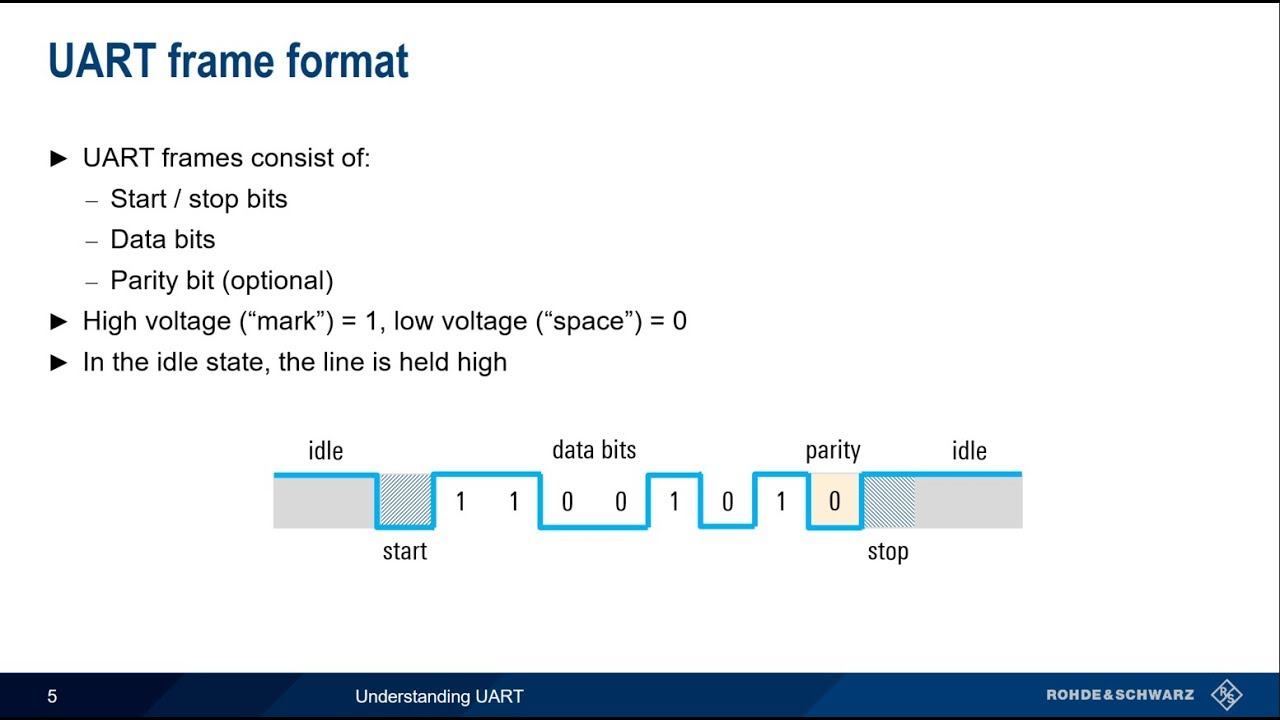 UART frame format
► UART frames consist of:
– Start / stop bits
– Data bits
– Parity bit (optional)
► High voltage (“mark”) = 1, low voltage (“space”) = 0
► In the idle state, the line is held high
idle data bits parity idle
1 1 0 0 1 0 1 0
start stop
5 Understanding UART ROHDE&SCHWARZ R&S